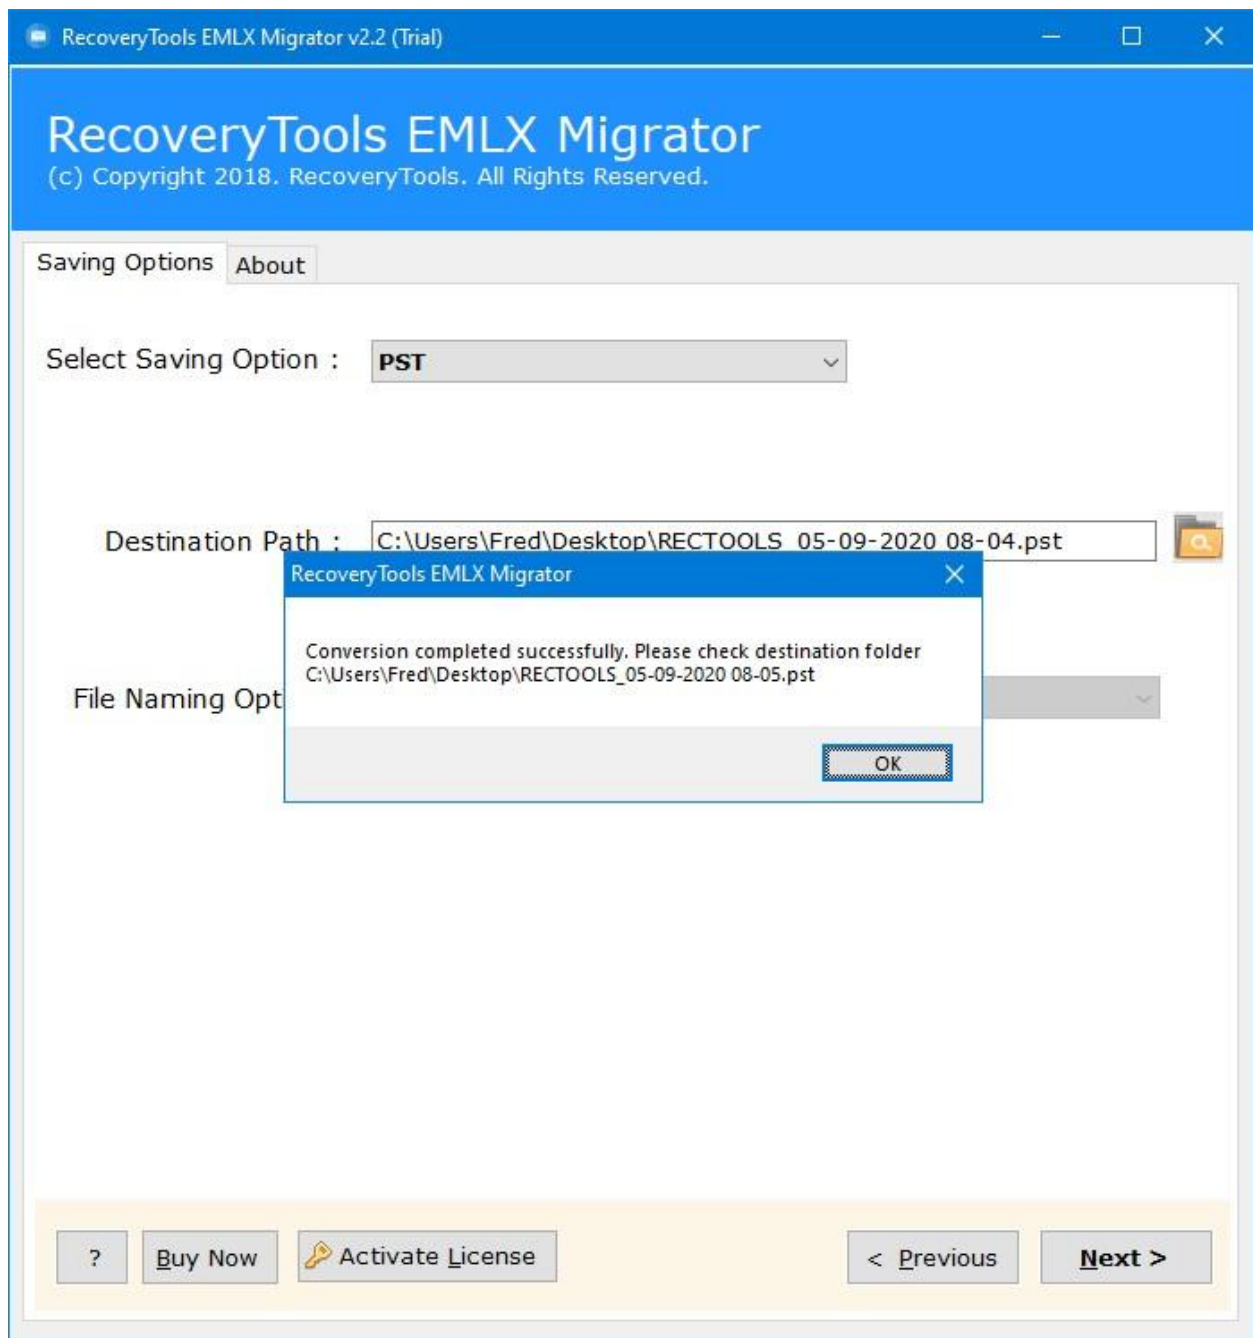 RecoveryTools EMLX Migrator v2.2 (Trial)
RecoveryTools EMLX Migrator
(c) Copyright 2018. RecoveryTools. All Rights Reserved.
Saving Options About
Select Saving Option : PST
Destination Path : C:\Users\Fred\Desktop\RECTOOLS_05-09-2020 08-04.pst
RecoveryTools EMLX Migrator
Conversion completed successfully. Please check destination folder
C:\Users\Fred\Desktop\RECTOOLS_05-09-2020 08-05.pst
File Naming Opt
OK
? Buy Now Activate License < Previous Next >